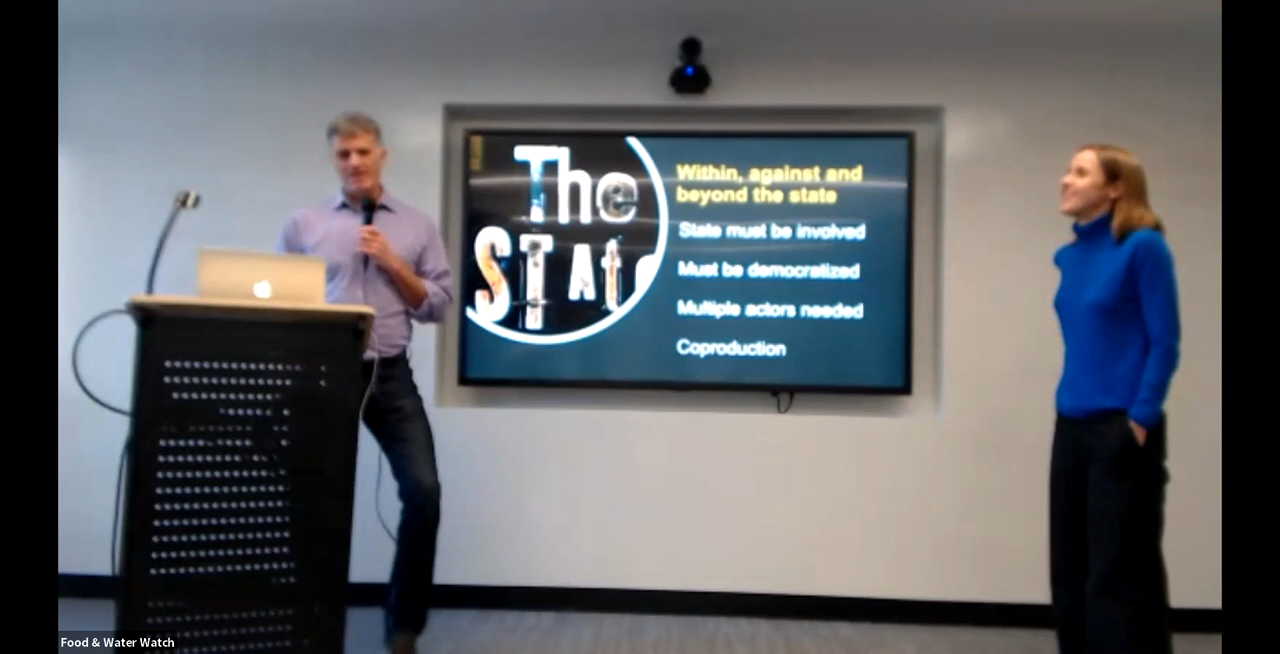 The
STAte
Within, against and
beyond the state
State must be involved
Must be democratized
Multiple actors needed
Coproduction
Food & Water Watch